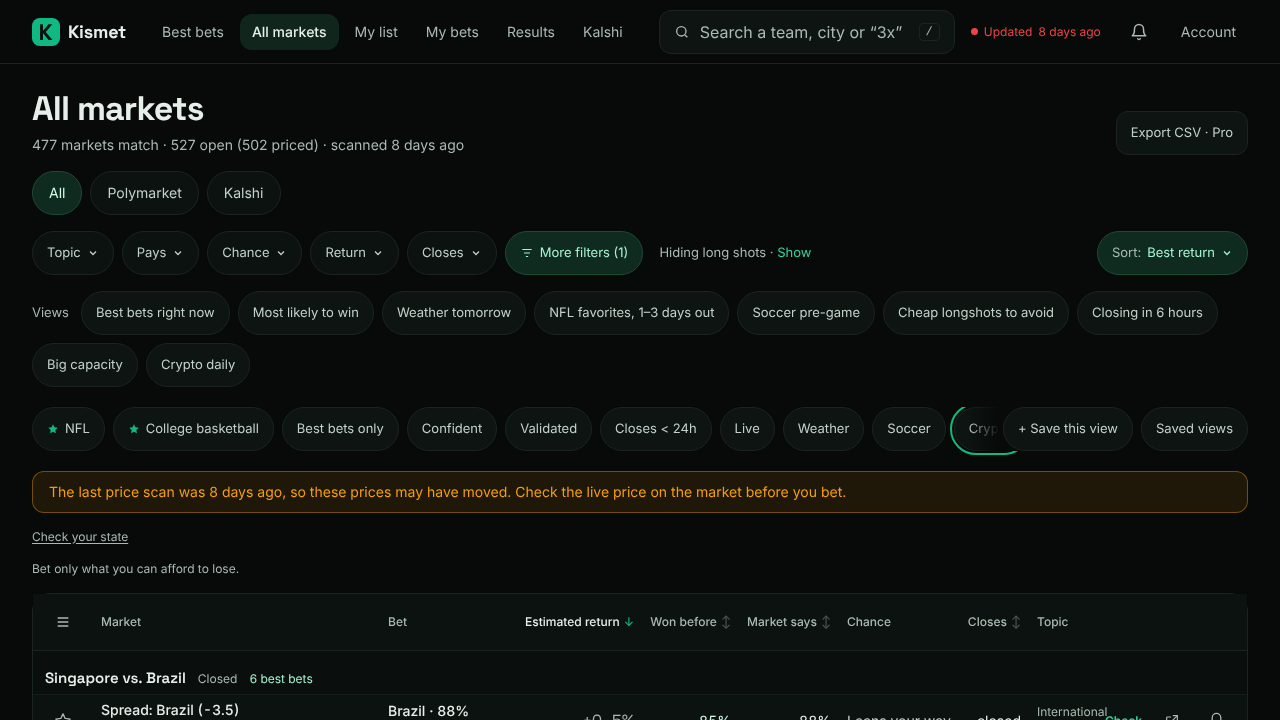 K Kismet Best bets All markets My list My bets Results Kalshi Search a team, city or “3x” / Updated 8 days ago Account
All markets
477 markets match · 527 open (502 priced) · scanned 8 days ago
Export CSV · Pro
All Polymarket Kalshi
Topic Pays Chance Return Closes More filters (1) Hiding long shots · Show Sort: Best return
Views Best bets right now Most likely to win Weather tomorrow NFL favorites, 1–3 days out Soccer pre-game Cheap longshots to avoid Closing in 6 hours
Big capacity Crypto daily
NFL College basketball Best bets only Confident Validated Closes < 24h Live Weather Soccer Cryp + Save this view Saved views
The last price scan was 8 days ago, so these prices may have moved. Check the live price on the market before you bet.
Check your state
Bet only what you can afford to lose.
Market Bet Estimated return Won before Market says Chance Closes Topic
Singapore vs. Brazil Closed 6 best bets
Spread: Brazil (-3.5) Brazil · 88% 85% 88% closed International